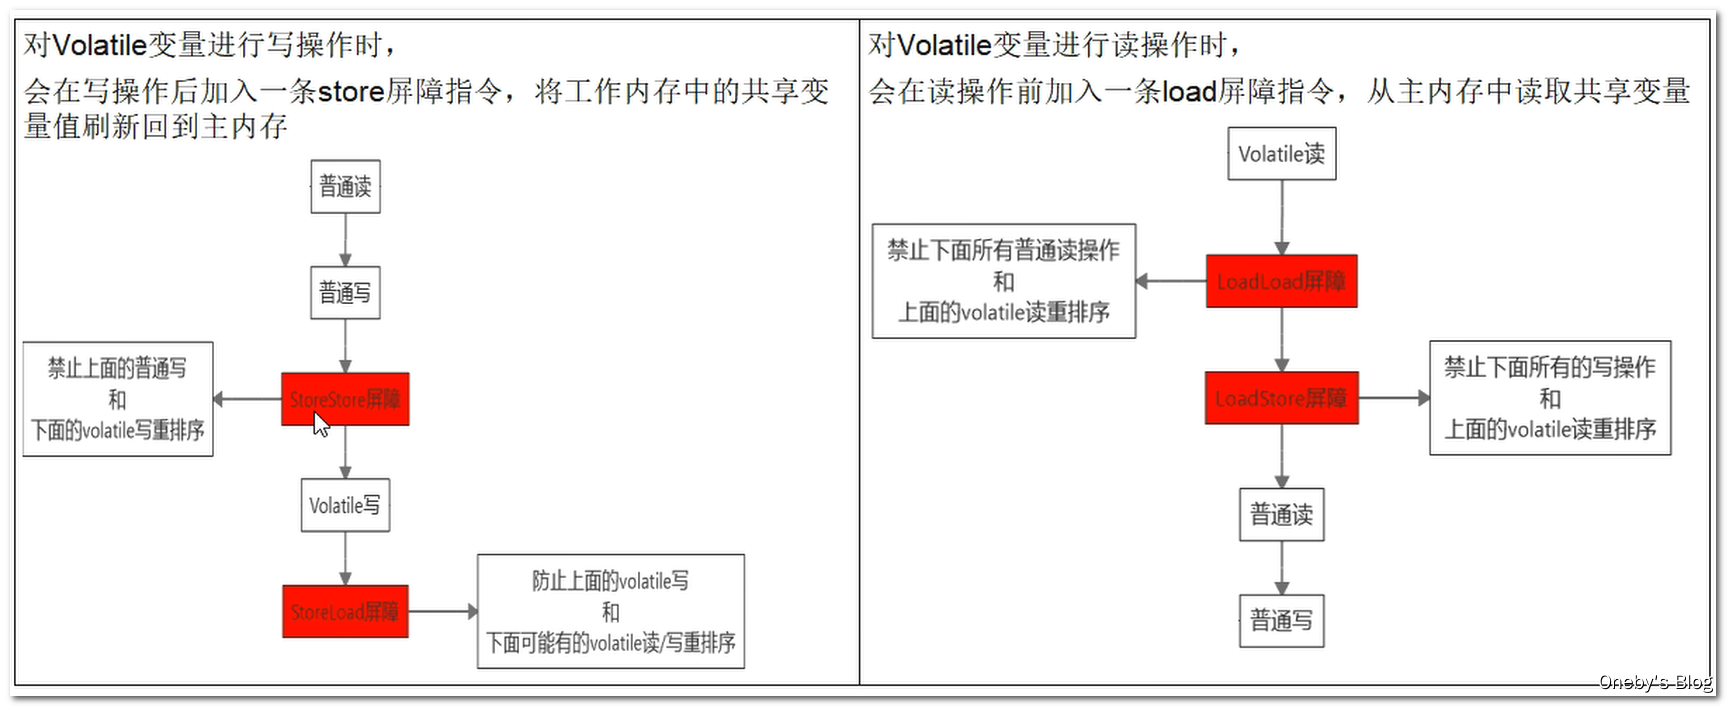 对Volatile变量进行写操作时，
会在写操作后加入一条store屏障指令，将工作内存中的共享变
量值刷新回到主内存
普通读
普通写
禁止上面的普通写
和
下面的volatile写重排序
StoreStore屏障
Volatile写
StoreLoad屏障
防止上面的volatile写
和
下面可能有的volatile读/写重排序
对Volatile变量进行读操作时，
会在读操作前加入一条load屏障指令，从主内存中读取共享变量
Volatile读
禁止下面所有普通读操作
和
上面的volatile读重排序
LoadLoad屏障
LoadStore屏障
禁止下面所有的写操作
和
上面的volatile读重排序
普通读
普通写
Oneby's Blog